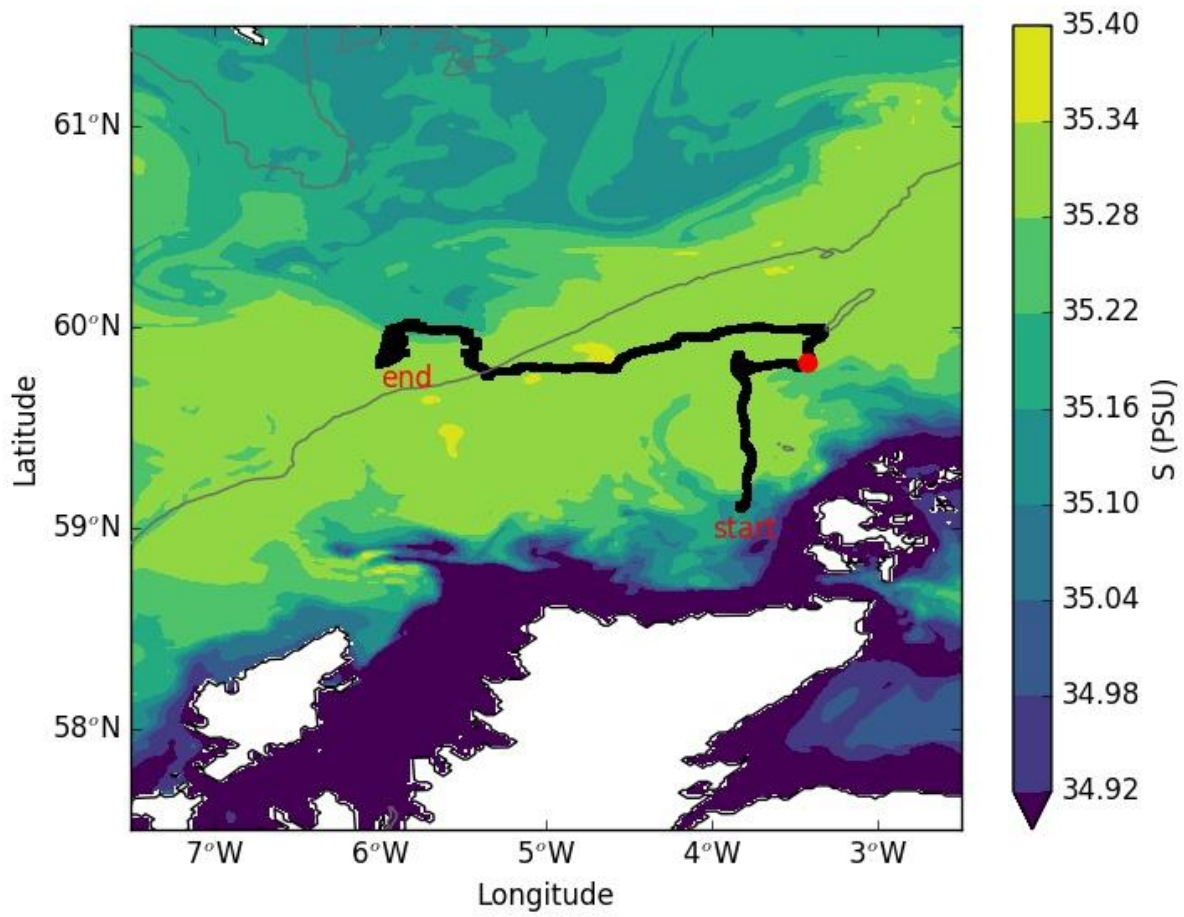 61°N
60°N
59°N
58°N
Latitude
7°W
6°W
5°W
4°W
3°W
Longitude
end
start
35.40
35.34
35.28
35.22
35.16
35.10
35.04
34.98
34.92
S (PSU)